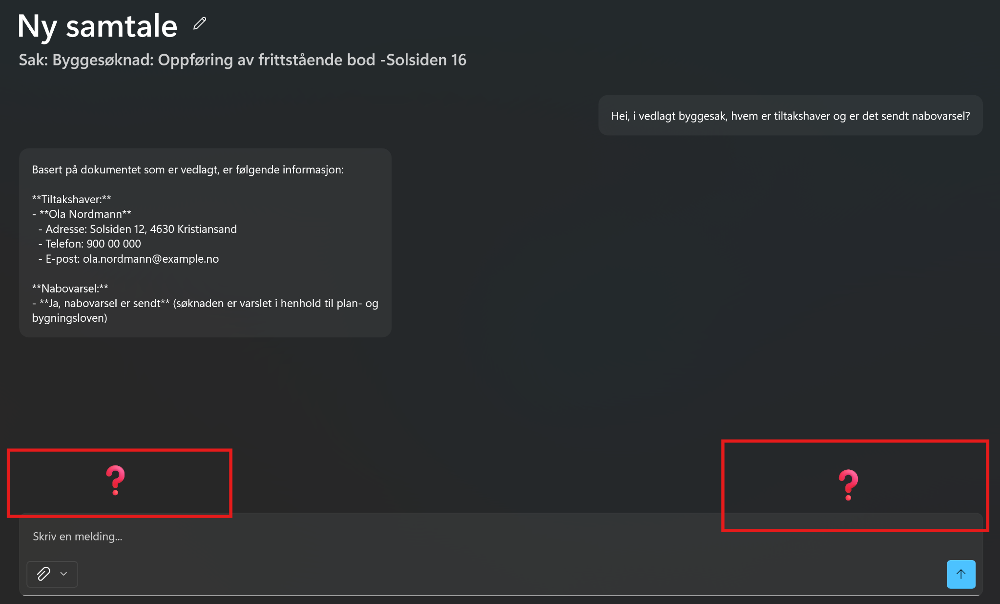 Ny samtale
Sak: Byggesøknad: Oppføring av frittstående bod -Solsiden 16
Hei, i vedlagt byggesak, hvem er tiltakshaver og er det sendt nabovarsel?
Basert på dokumentet som er vedlagt, er følgende informasjon:
**Tiltakshaver:**
- **Ola Nordmann**
- Adresse: Solsiden 12, 4630 Kristiansand
- Telefon: 900 00 000
- E-post: ola.nordmann@example.no
**Nabovarsel:**
- **Ja, nabovarsel er sendt** (søknaden er varslet i henhold til plan- og
bygningsloven)
❓
❓
Skriv en melding...